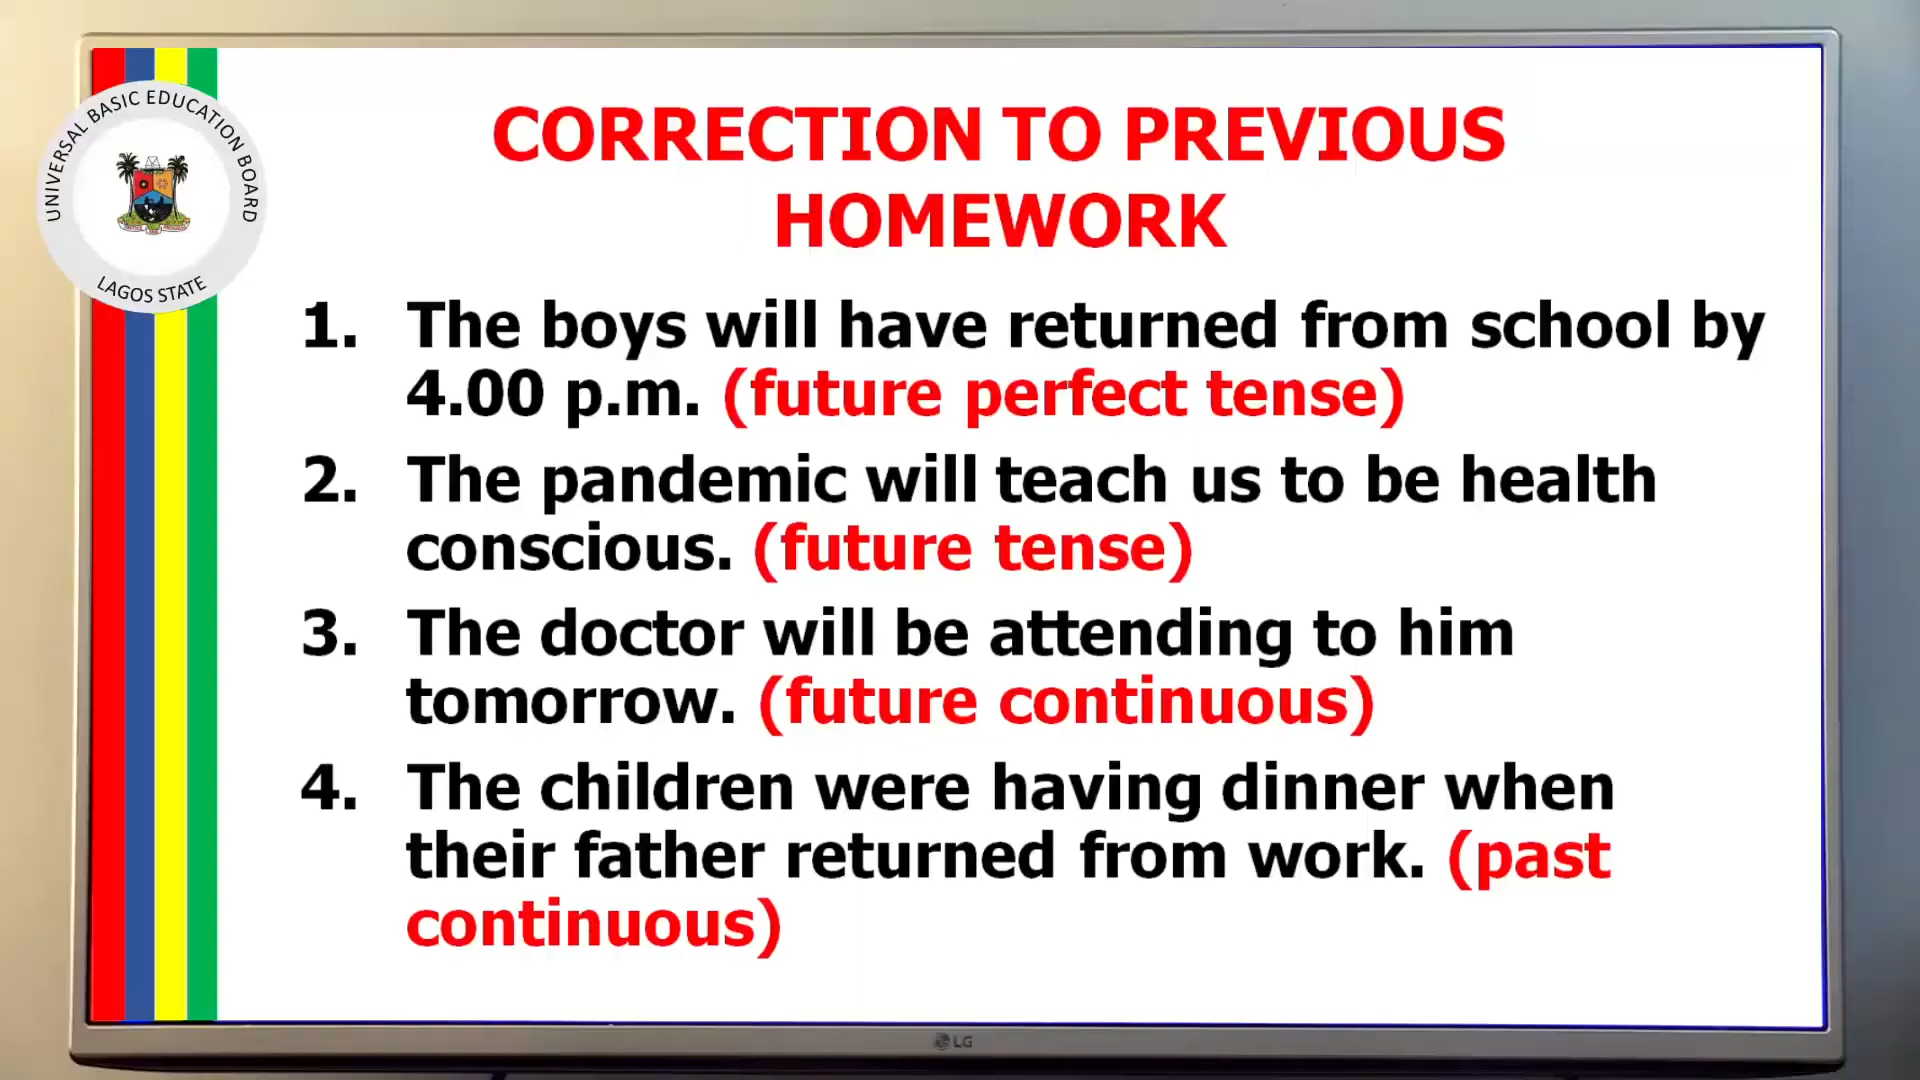 CORRECTION TO PREVIOUS
HOMEWORK
UNIVERSAL BASIC EDUCATION BOARD
LAGOS STATE
1. The boys will have returned from school by
4.00 p.m. (future perfect tense)
2. The pandemic will teach us to be health
conscious. (future tense)
3. The doctor will be attending to him
tomorrow. (future continuous)
4. The children were having dinner when
their father returned from work. (past
continuous)
LG